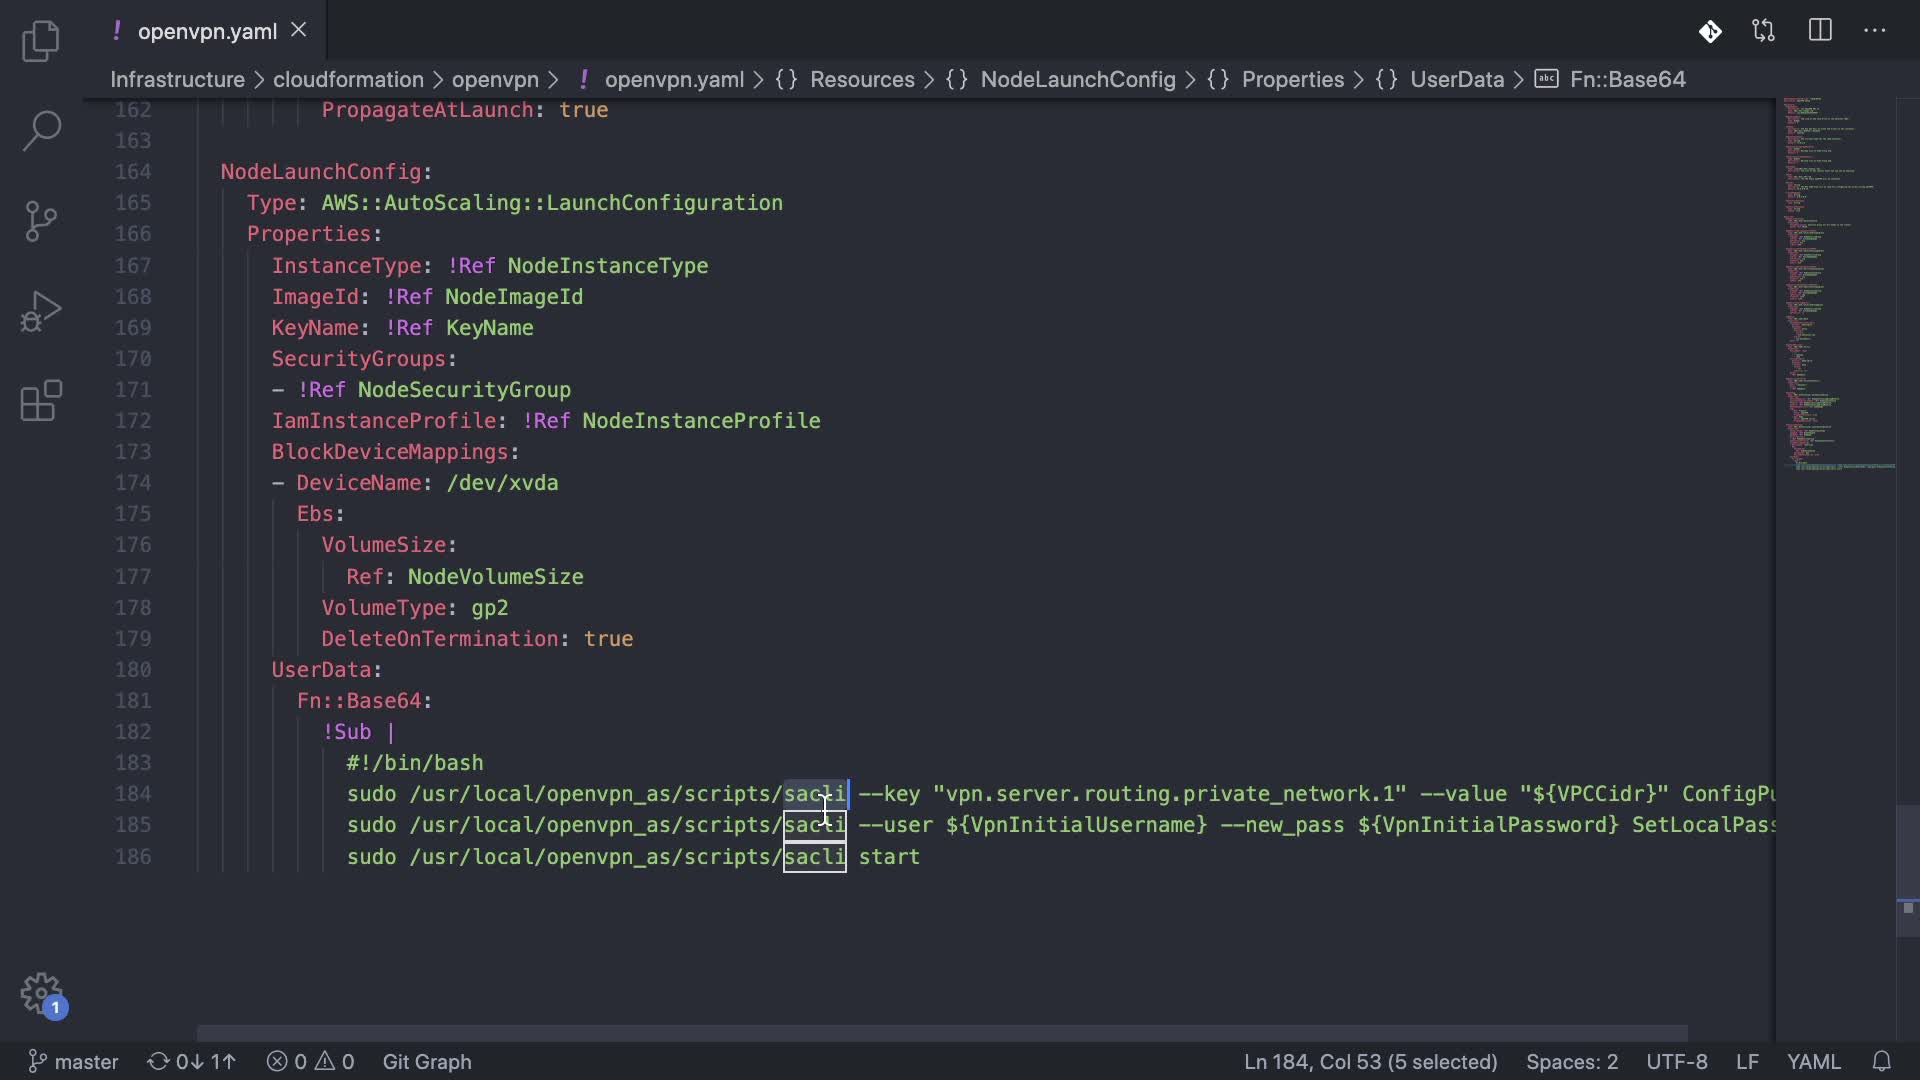 ! openvpn.yaml
Infrastructure > cloudformation > openvpn > ! openvpn.yaml > {} Resources > {} NodeLaunchConfig > {} Properties > {} UserData > abc Fn::Base64
162 PropagateAtLaunch: true
163
164 NodeLaunchConfig:
165 Type: AWS::AutoScaling::LaunchConfiguration
166 Properties:
167 InstanceType: !Ref NodeInstanceType
168 ImageId: !Ref NodeImageId
169 KeyName: !Ref KeyName
170 SecurityGroups:
171 - !Ref NodeSecurityGroup
172 IamInstanceProfile: !Ref NodeInstanceProfile
173 BlockDeviceMappings:
174 - DeviceName: /dev/xvda
175 Ebs:
176 VolumeSize:
177 Ref: NodeVolumeSize
178 VolumeType: gp2
179 DeleteOnTermination: true
180 UserData:
181 Fn::Base64:
182 !Sub |
183 #!/bin/bash
184 sudo /usr/local/openvpn_as/scripts/sacli --key "vpn.server.routing.private_network.1" --value "${VPCCidr}" ConfigPu
185 sudo /usr/local/openvpn_as/scripts/sacli --user ${VpnInitialUsername} --new_pass ${VpnInitialPassword} SetLocalPass
186 sudo /usr/local/openvpn_as/scripts/sacli start
1
master 0↓ 1↑ 0 0 Git Graph Ln 184, Col 53 (5 selected) Spaces: 2 UTF-8 LF YAML